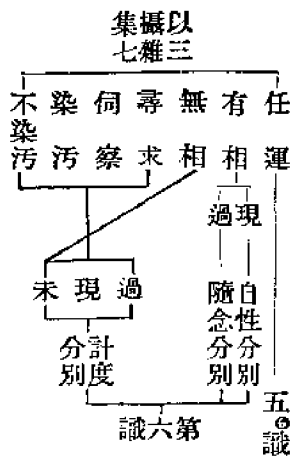 以三
攝雜
集七
任運
有相
無相
尋求
伺察
染污
不染污
現
過
自性分別
隨念分別
過
現
未
計度
分別
五識
第六識